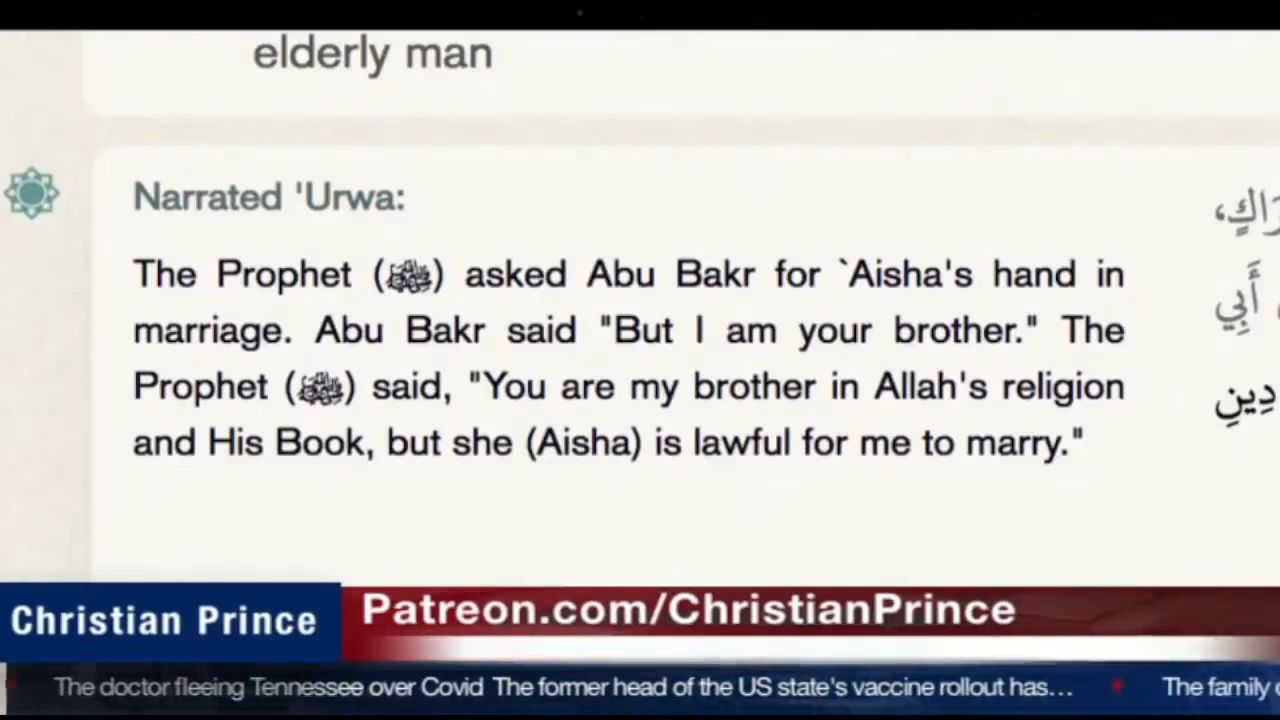 elderly man
Narrated 'Urwa:
The Prophet (ﷺ) asked Abu Bakr for `Aisha's hand in
marriage. Abu Bakr said "But I am your brother." The
Prophet (ﷺ) said, "You are my brother in Allah's religion
and His Book, but she (Aisha) is lawful for me to marry."
أَبِي
دِينِ
Christian Prince
Patreon.com/ChristianPrince
The doctor fleeing Tennessee over Covid The former head of the US state's vaccine rollout has...
The family